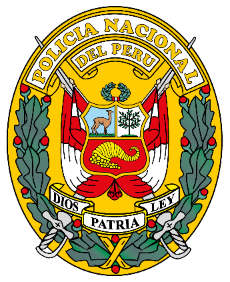 POLICIA NACIONAL
DEL PERU
DIOS PATRIA LEY